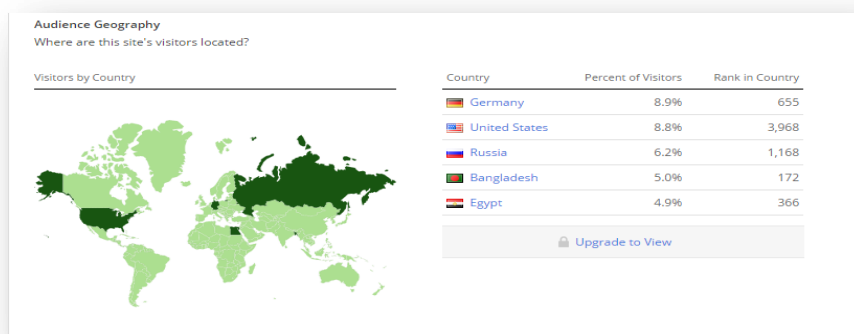 Audience Geography
Where are this site's visitors located?
Visitors by Country
Country Percent of Visitors Rank in Country
Germany 8.9% 655
United States 8.8% 3,968
Russia 6.2% 1,168
Bangladesh 5.0% 172
Egypt 4.9% 366
Upgrade to View